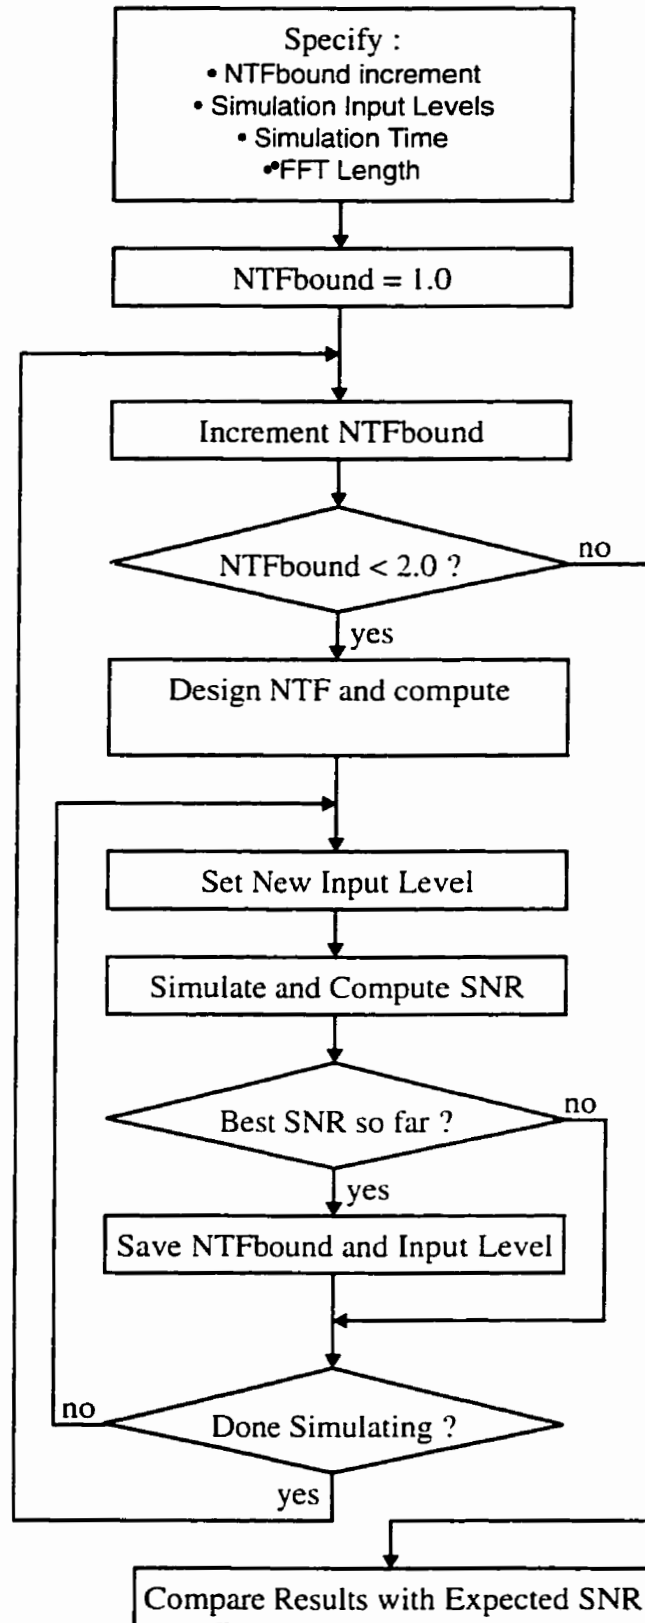 Specify :
• NTFbound increment
• Simulation Input Levels
• Simulation Time
• FFT Length
NTFbound = 1.0
Increment NTFbound
NTFbound < 2.0 ?
no
yes
Design NTF and compute
Set New Input Level
Simulate and Compute SNR
Best SNR so far ?
no
yes
Save NTFbound and Input Level
Done Simulating ?
no
yes
Compare Results with Expected SNR